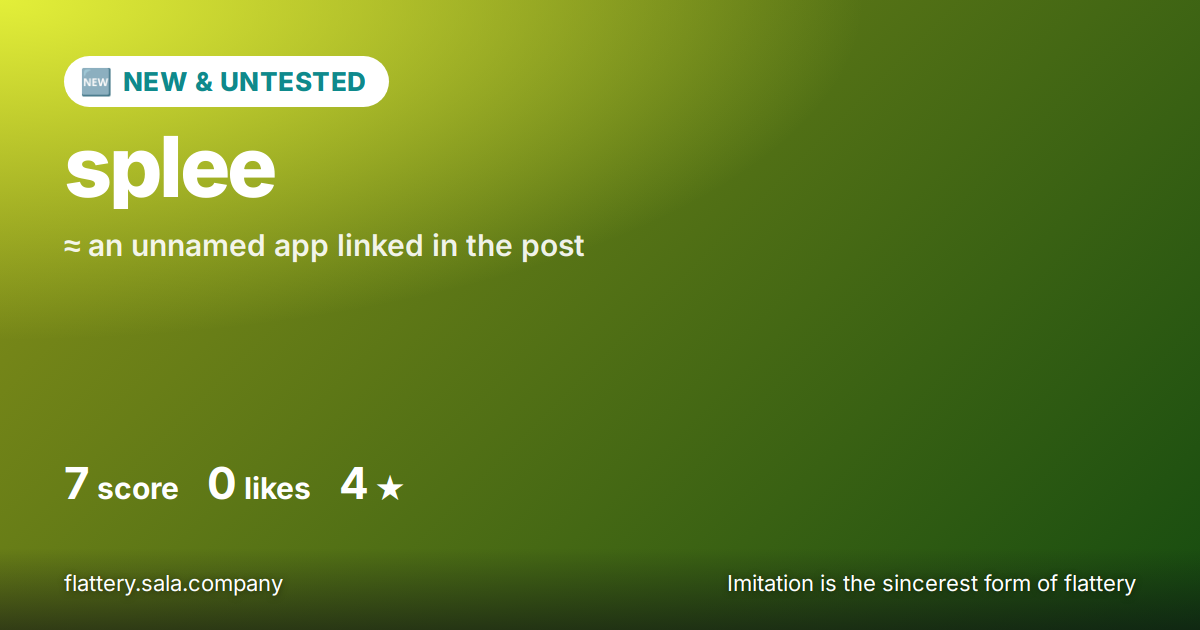 🆕 NEW & UNTESTED
splee
≈ an unnamed app linked in the post
7 score 0 likes 4 ★
flattery.sala.company
Imitation is the sincerest form of flattery